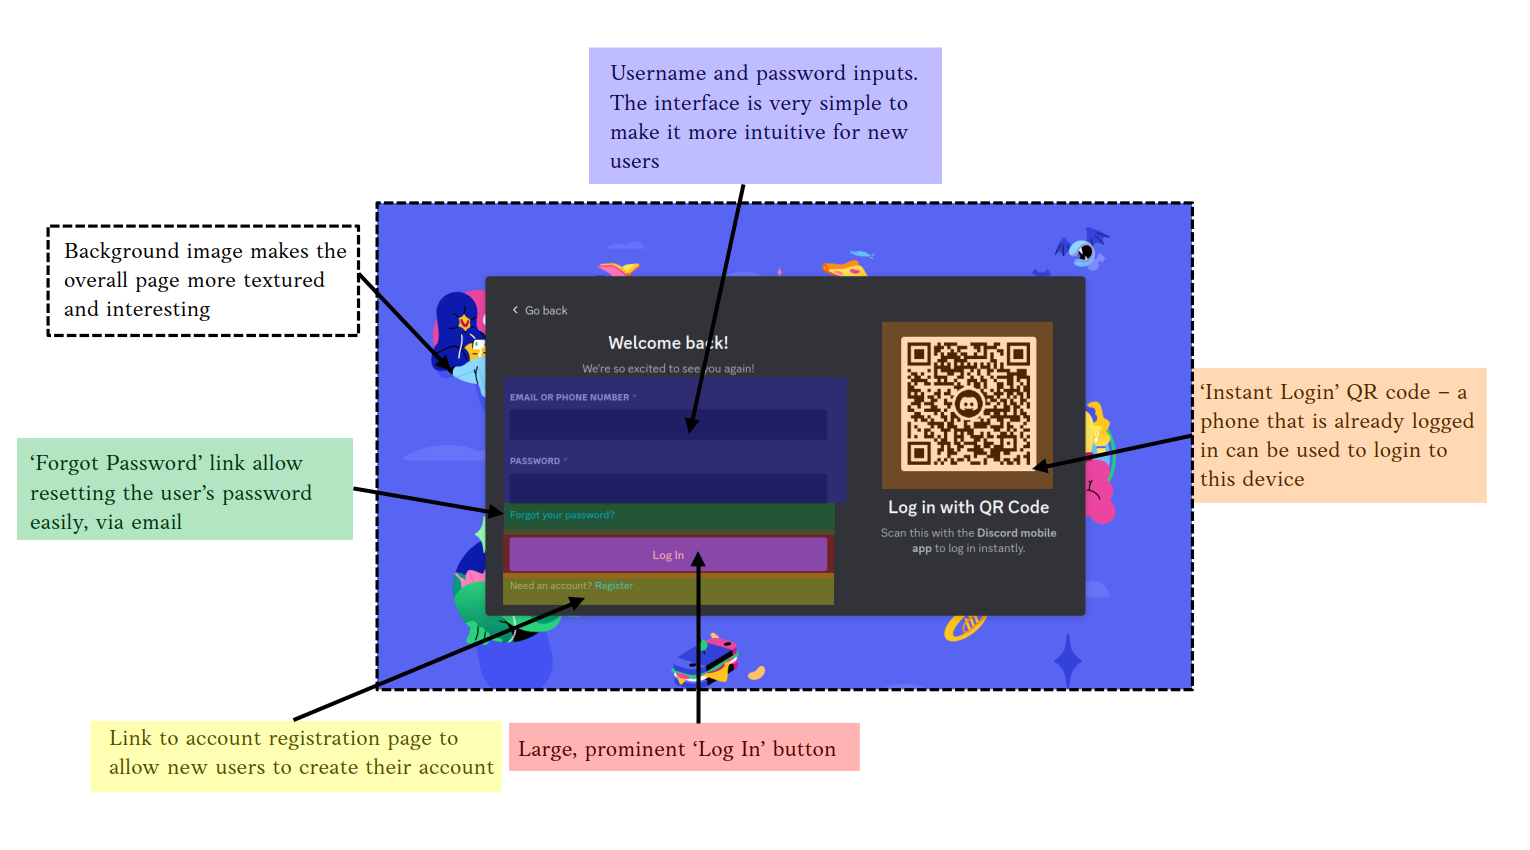 Username and password inputs.
The interface is very simple to
make it more intuitive for new
users
Background image makes the
overall page more textured
and interesting
‘Forgot Password’ link allow
resetting the user’s password
easily, via email
Go back
Welcome back!
We're so excited to see you again!
EMAIL OR PHONE NUMBER *
PASSWORD *
Forgot your password?
Log In
Need an account? Register
Log in with QR Code
Scan this with the Discord mobile
app to log in instantly.
‘Instant Login’ QR code – a
phone that is already logged
in can be used to login to
this device
Link to account registration page to
allow new users to create their account
Large, prominent ‘Log In’ button